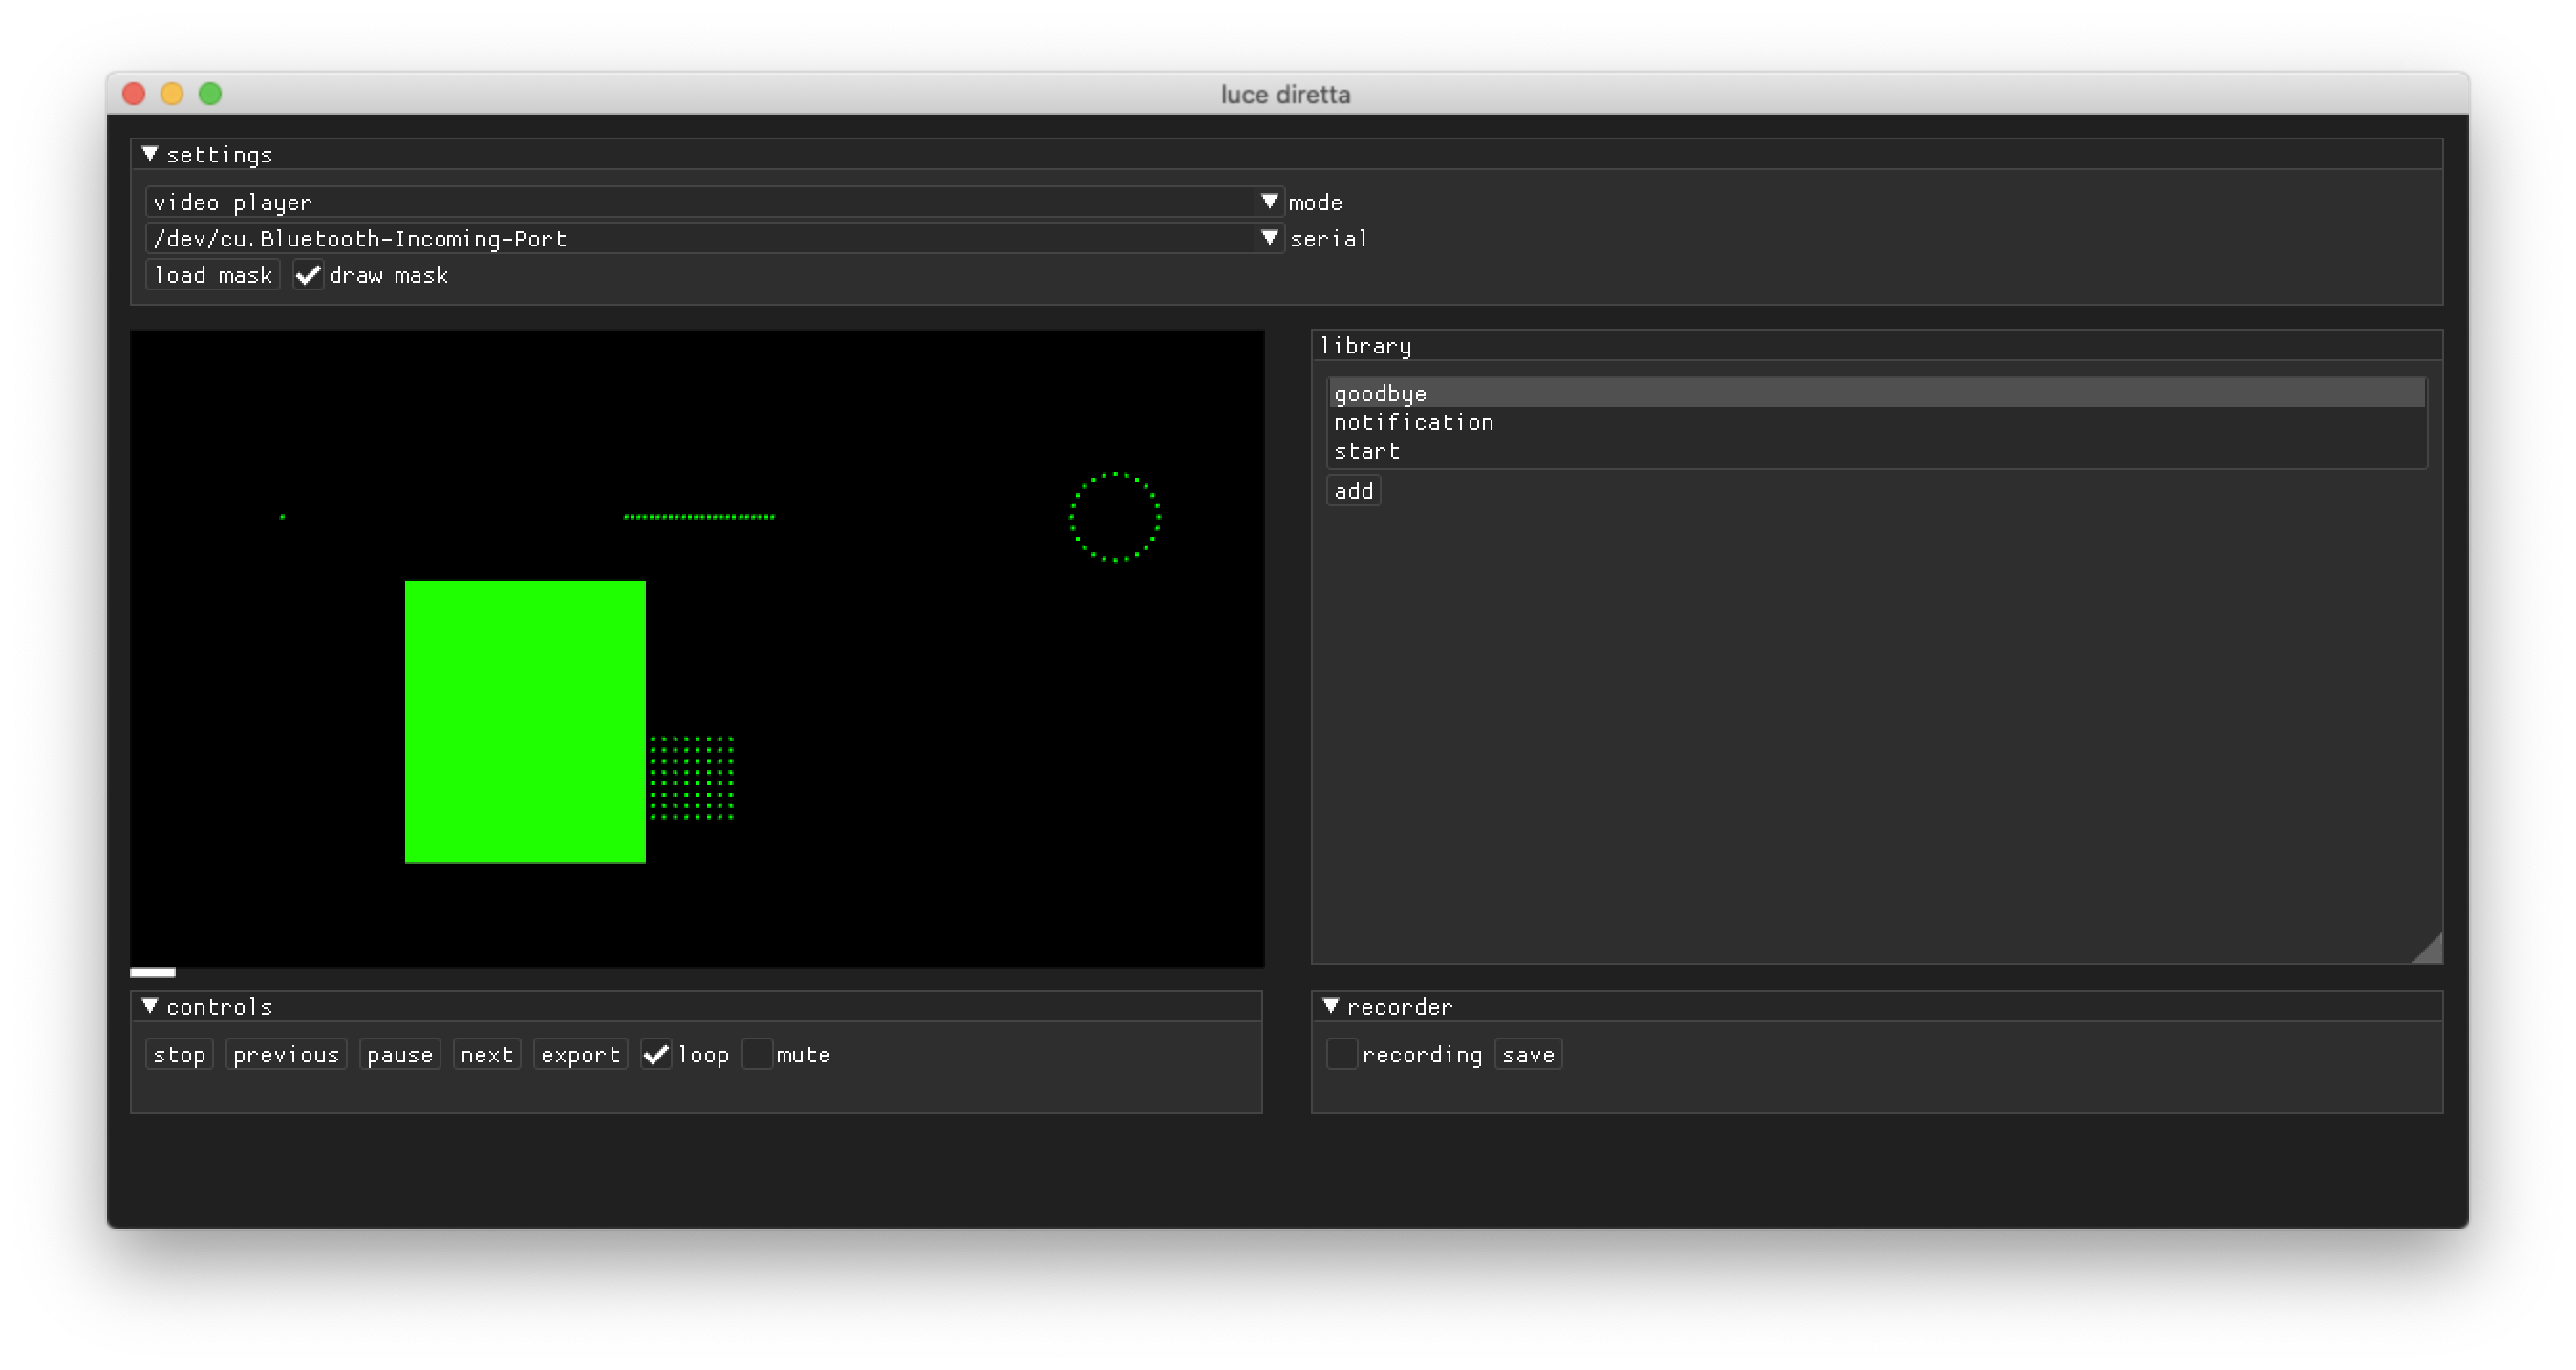 luce diretta
settings
video player mode
/dev/cu.Bluetooth-Incoming-Port serial
load mask draw mask
library
goodbye
notification
start
add
controls
stop previous pause next export loop mute
recorder
recording save